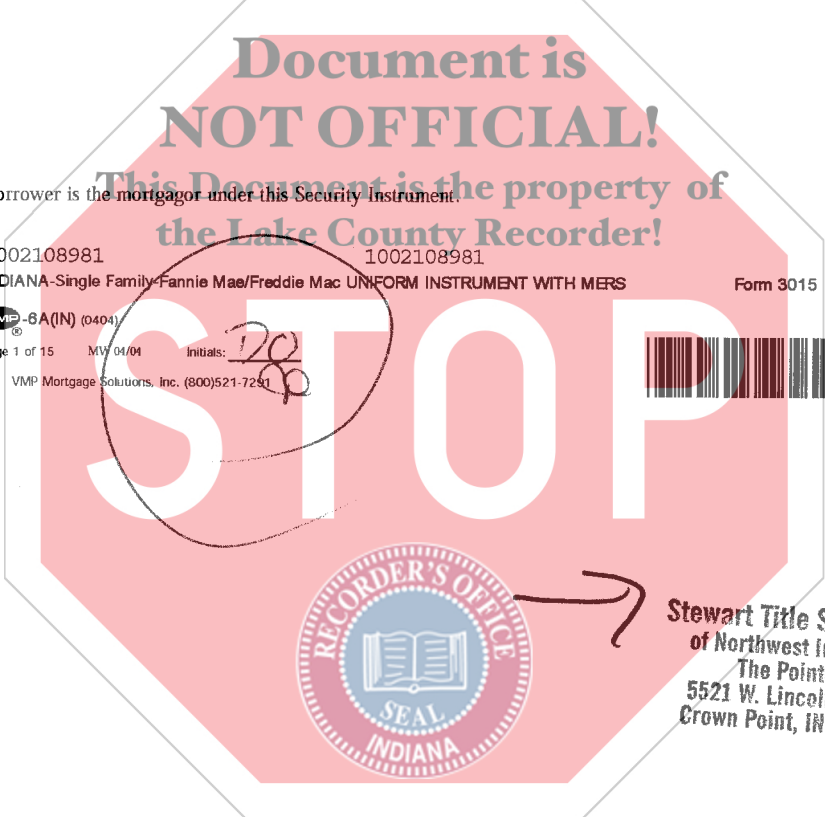 Document is
NOT OFFICIAL!
This Document is the property of
the Lake County Recorder!
orrower is the mortgagor under this Security Instrument.
002108981 1002108981
DIANA-Single Family-Fannie Mae/Freddie Mac UNIFORM INSTRUMENT WITH MERS Form 3015
-6A(IN) (0404)
e 1 of 15 MW 04/04 Initials:
VMP Mortgage Solutions, Inc. (800)521-7291
STOP
RECORDER'S OFFICE
SEAL
INDIANA
Stewart Title S
of Northwest I
The Point
5521 W. Lincol
Crown Point, IN